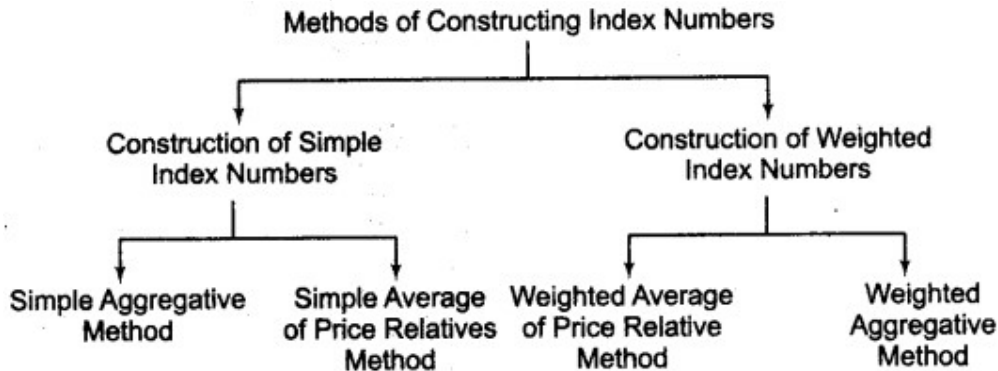 Methods of Constructing Index Numbers
Construction of Simple
Index Numbers
Construction of Weighted
Index Numbers
Simple Aggregative
Method
Simple Average
of Price Relatives
Method
Weighted Average
of Price Relative
Method
Weighted
Aggregative
Method